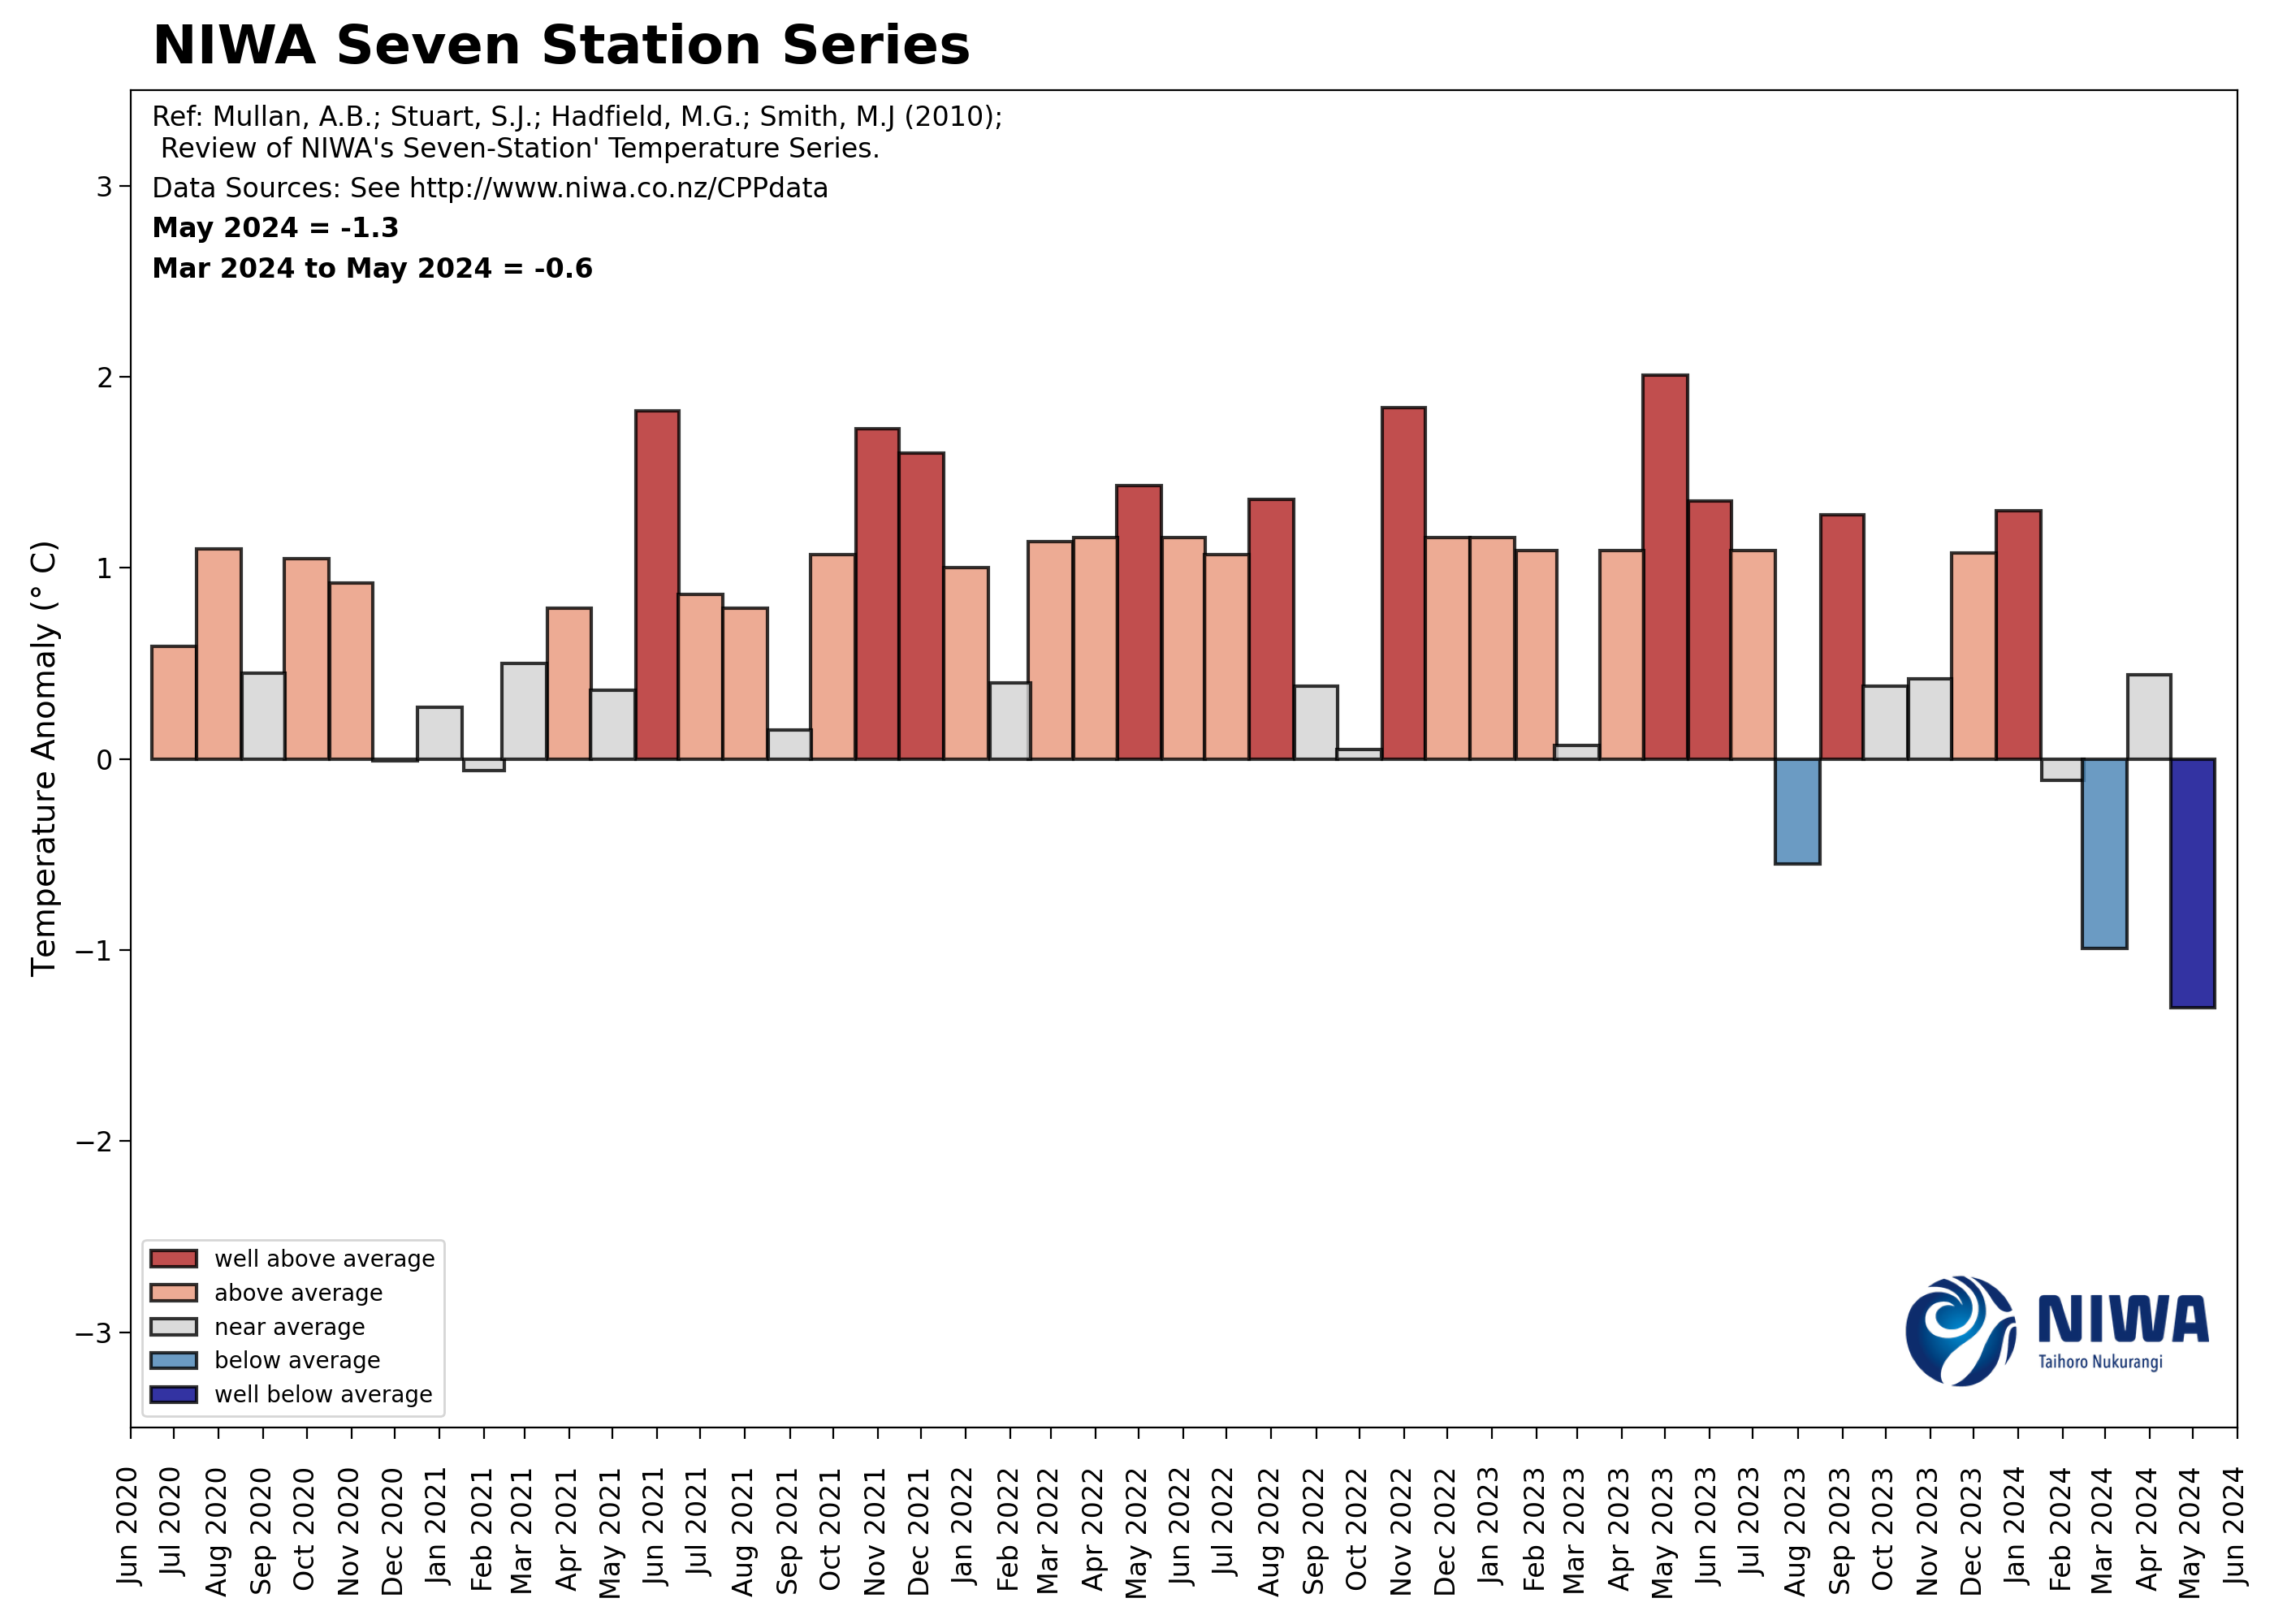 NIWA Seven Station Series
Ref: Mullan, A.B.; Stuart, S.J.; Hadfield, M.G.; Smith, M.J (2010);
Review of NIWA's Seven-Station' Temperature Series.
Data Sources: See http://www.niwa.co.nz/CPPdata
May 2024 = -1.3
Mar 2024 to May 2024 = -0.6
Temperature Anomaly (° C)
3
2
1
0
−1
−2
−3
well above average
above average
near average
below average
well below average
NIWA
Taihoro Nukurangi
Jun 2020
Jul 2020
Aug 2020
Sep 2020
Oct 2020
Nov 2020
Dec 2020
Jan 2021
Feb 2021
Mar 2021
Apr 2021
May 2021
Jun 2021
Jul 2021
Aug 2021
Sep 2021
Oct 2021
Nov 2021
Dec 2021
Jan 2022
Feb 2022
Mar 2022
Apr 2022
May 2022
Jun 2022
Jul 2022
Aug 2022
Sep 2022
Oct 2022
Nov 2022
Dec 2022
Jan 2023
Feb 2023
Mar 2023
Apr 2023
May 2023
Jun 2023
Jul 2023
Aug 2023
Sep 2023
Oct 2023
Nov 2023
Dec 2023
Jan 2024
Feb 2024
Mar 2024
Apr 2024
May 2024
Jun 2024